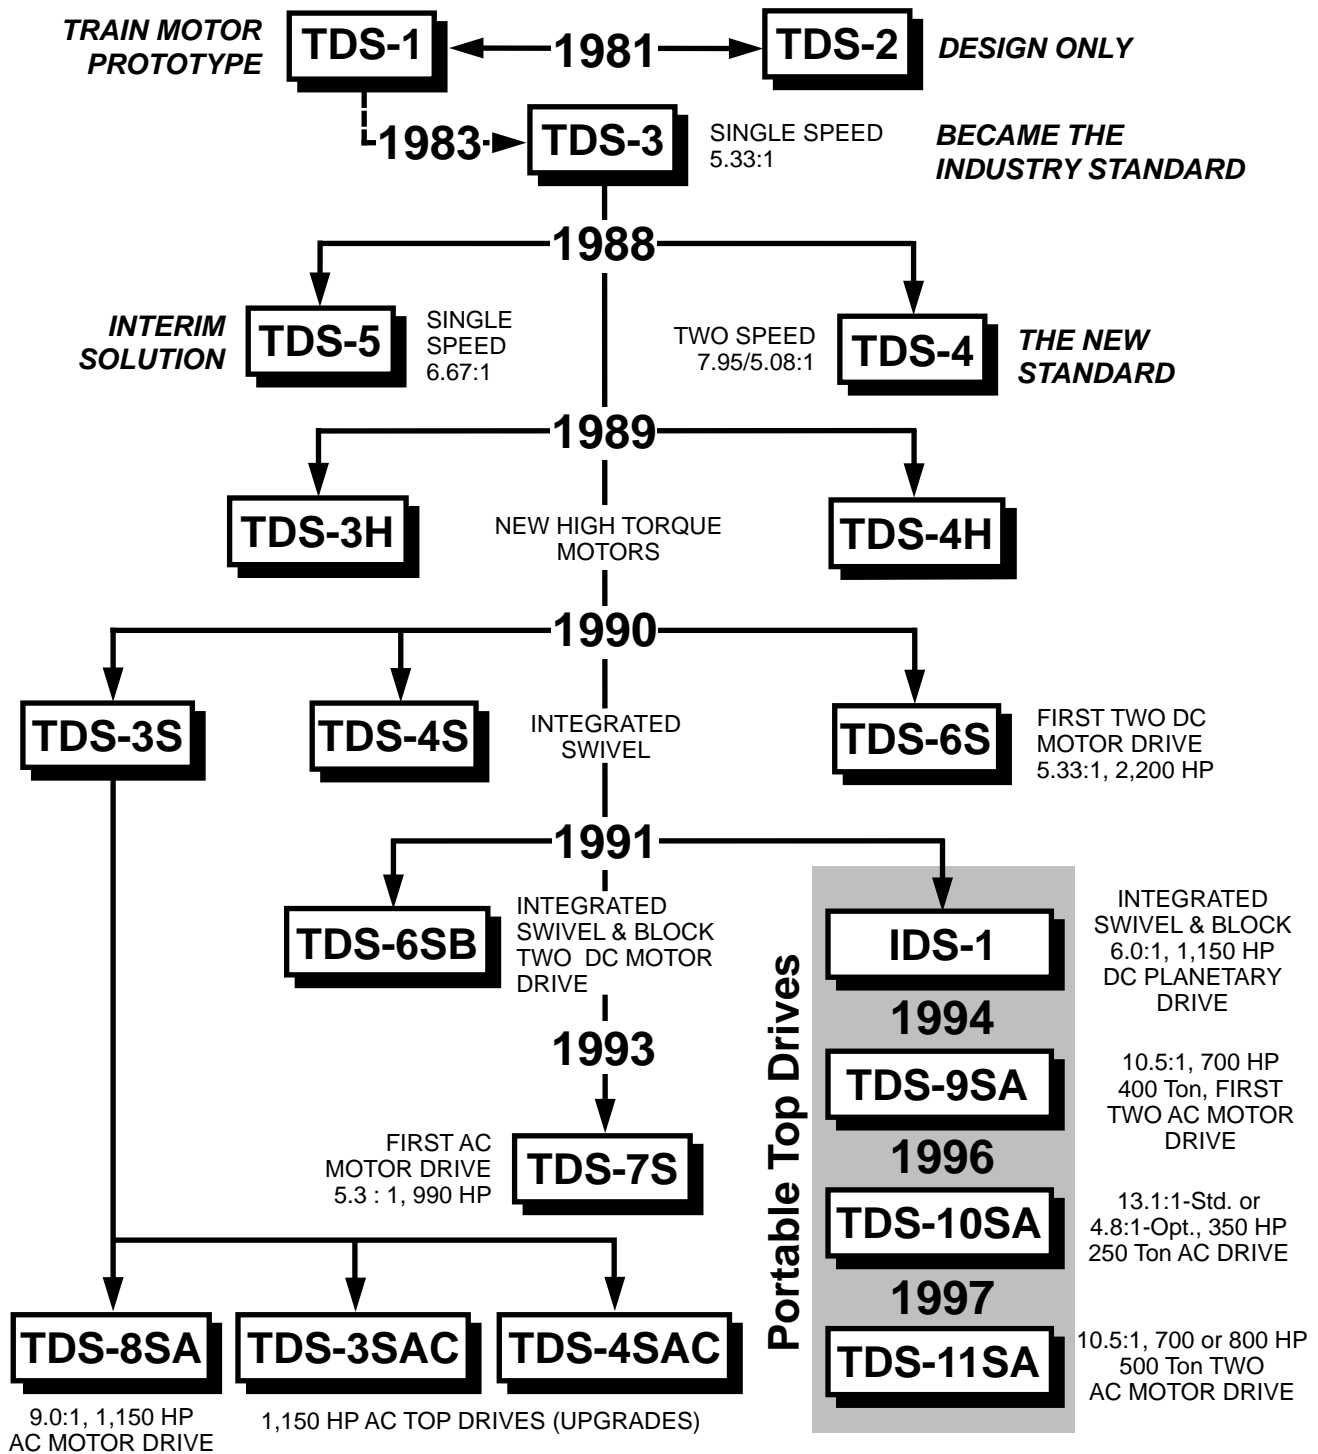 TRAIN MOTOR
PROTOTYPE
TDS-1
1981
TDS-2
DESIGN ONLY
1983
TDS-3
SINGLE SPEED
5.33:1
BECAME THE
INDUSTRY STANDARD
1988
INTERIM
SOLUTION
TDS-5
SINGLE
SPEED
6.67:1
TWO SPEED
7.95/5.08:1
TDS-4
THE NEW
STANDARD
1989
TDS-3H
NEW HIGH TORQUE
MOTORS
TDS-4H
1990
TDS-3S
TDS-4S
INTEGRATED
SWIVEL
TDS-6S
FIRST TWO DC
MOTOR DRIVE
5.33:1, 2,200 HP
1991
TDS-6SB
INTEGRATED
SWIVEL & BLOCK
TWO DC MOTOR
DRIVE
1993
FIRST AC
MOTOR DRIVE
5.3 : 1, 990 HP
TDS-7S
Portable Top Drives
IDS-1
INTEGRATED
SWIVEL & BLOCK
6.0:1, 1,150 HP
DC PLANETARY
DRIVE
1994
TDS-9SA
10.5:1, 700 HP
400 Ton, FIRST
TWO AC MOTOR
DRIVE
1996
TDS-10SA
13.1:1-Std. or
4.8:1-Opt., 350 HP
250 Ton AC DRIVE
1997
TDS-11SA
10.5:1, 700 or 800 HP
500 Ton TWO
AC MOTOR DRIVE
TDS-8SA
9.0:1, 1,150 HP
AC MOTOR DRIVE
TDS-3SAC
TDS-4SAC
1,150 HP AC TOP DRIVES (UPGRADES)